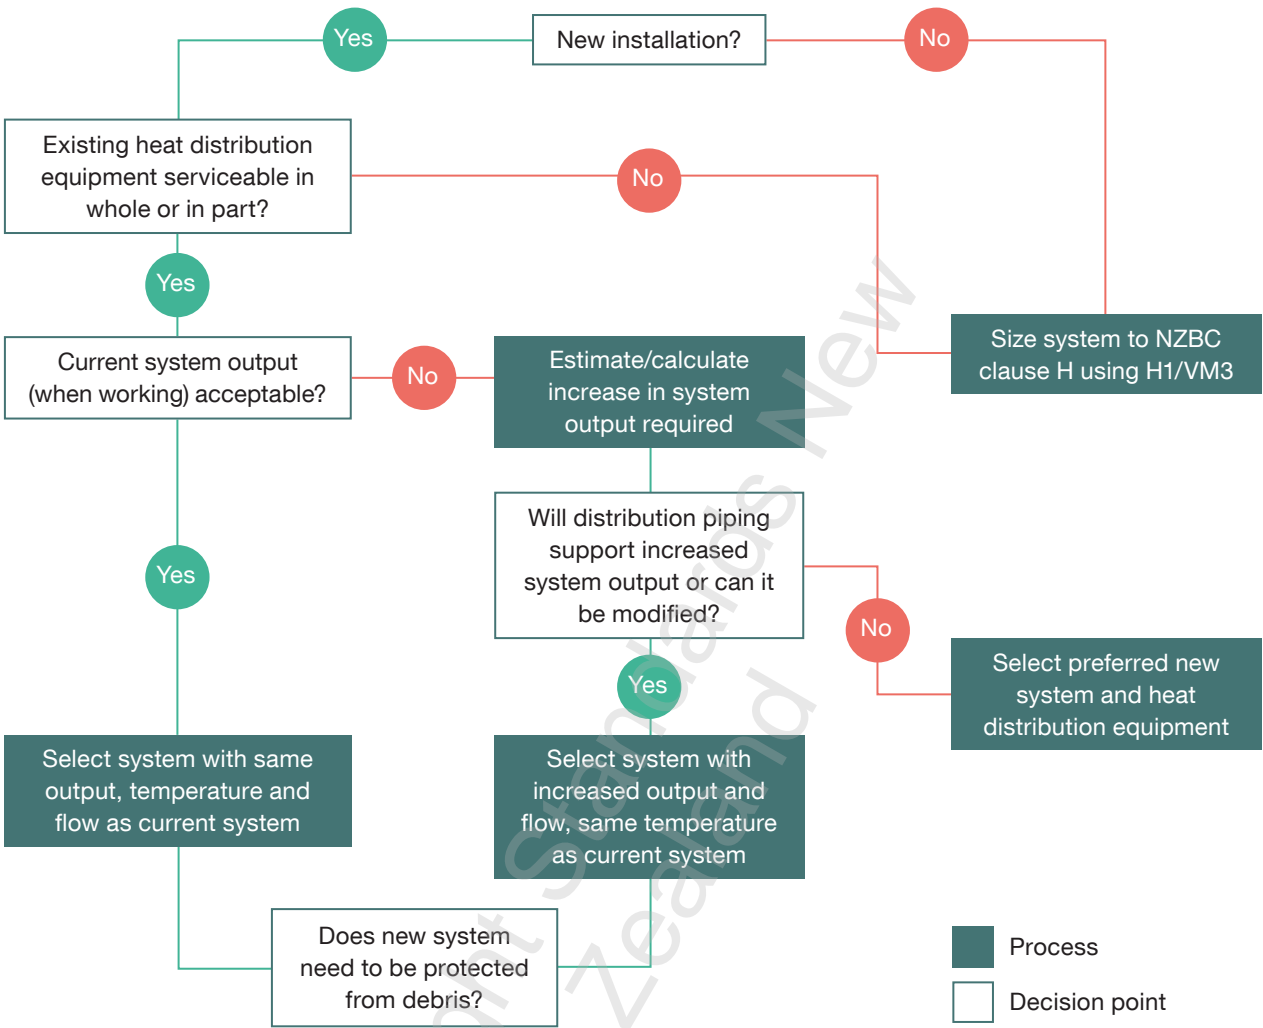 Yes
New installation?
No
Existing heat distribution
equipment serviceable in
whole or in part?
No
Yes
Current system output
(when working) acceptable?
No
Estimate/calculate
increase in system
output required
Size system to NZBC
clause H using H1/VM3
Will distribution piping
support increased
system output or can it
be modified?
Yes
No
Yes
Select preferred new
system and heat
distribution equipment
Select system with same
output, temperature and
flow as current system
Select system with
increased output and
flow, same temperature
as current system
Does new system
need to be protected
from debris?
Process
Decision point
ght Standards New
Zealand